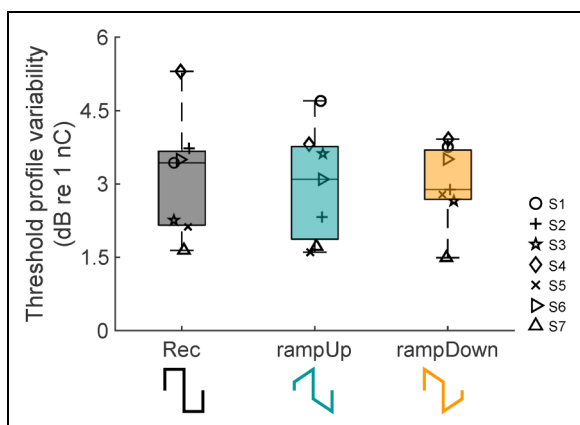 6
4.5
3
1.5
0
Threshold profile variability
(dB re 1 nC)
Rec rampUp rampDown
S1
S2
S3
S4
S5
S6
S7